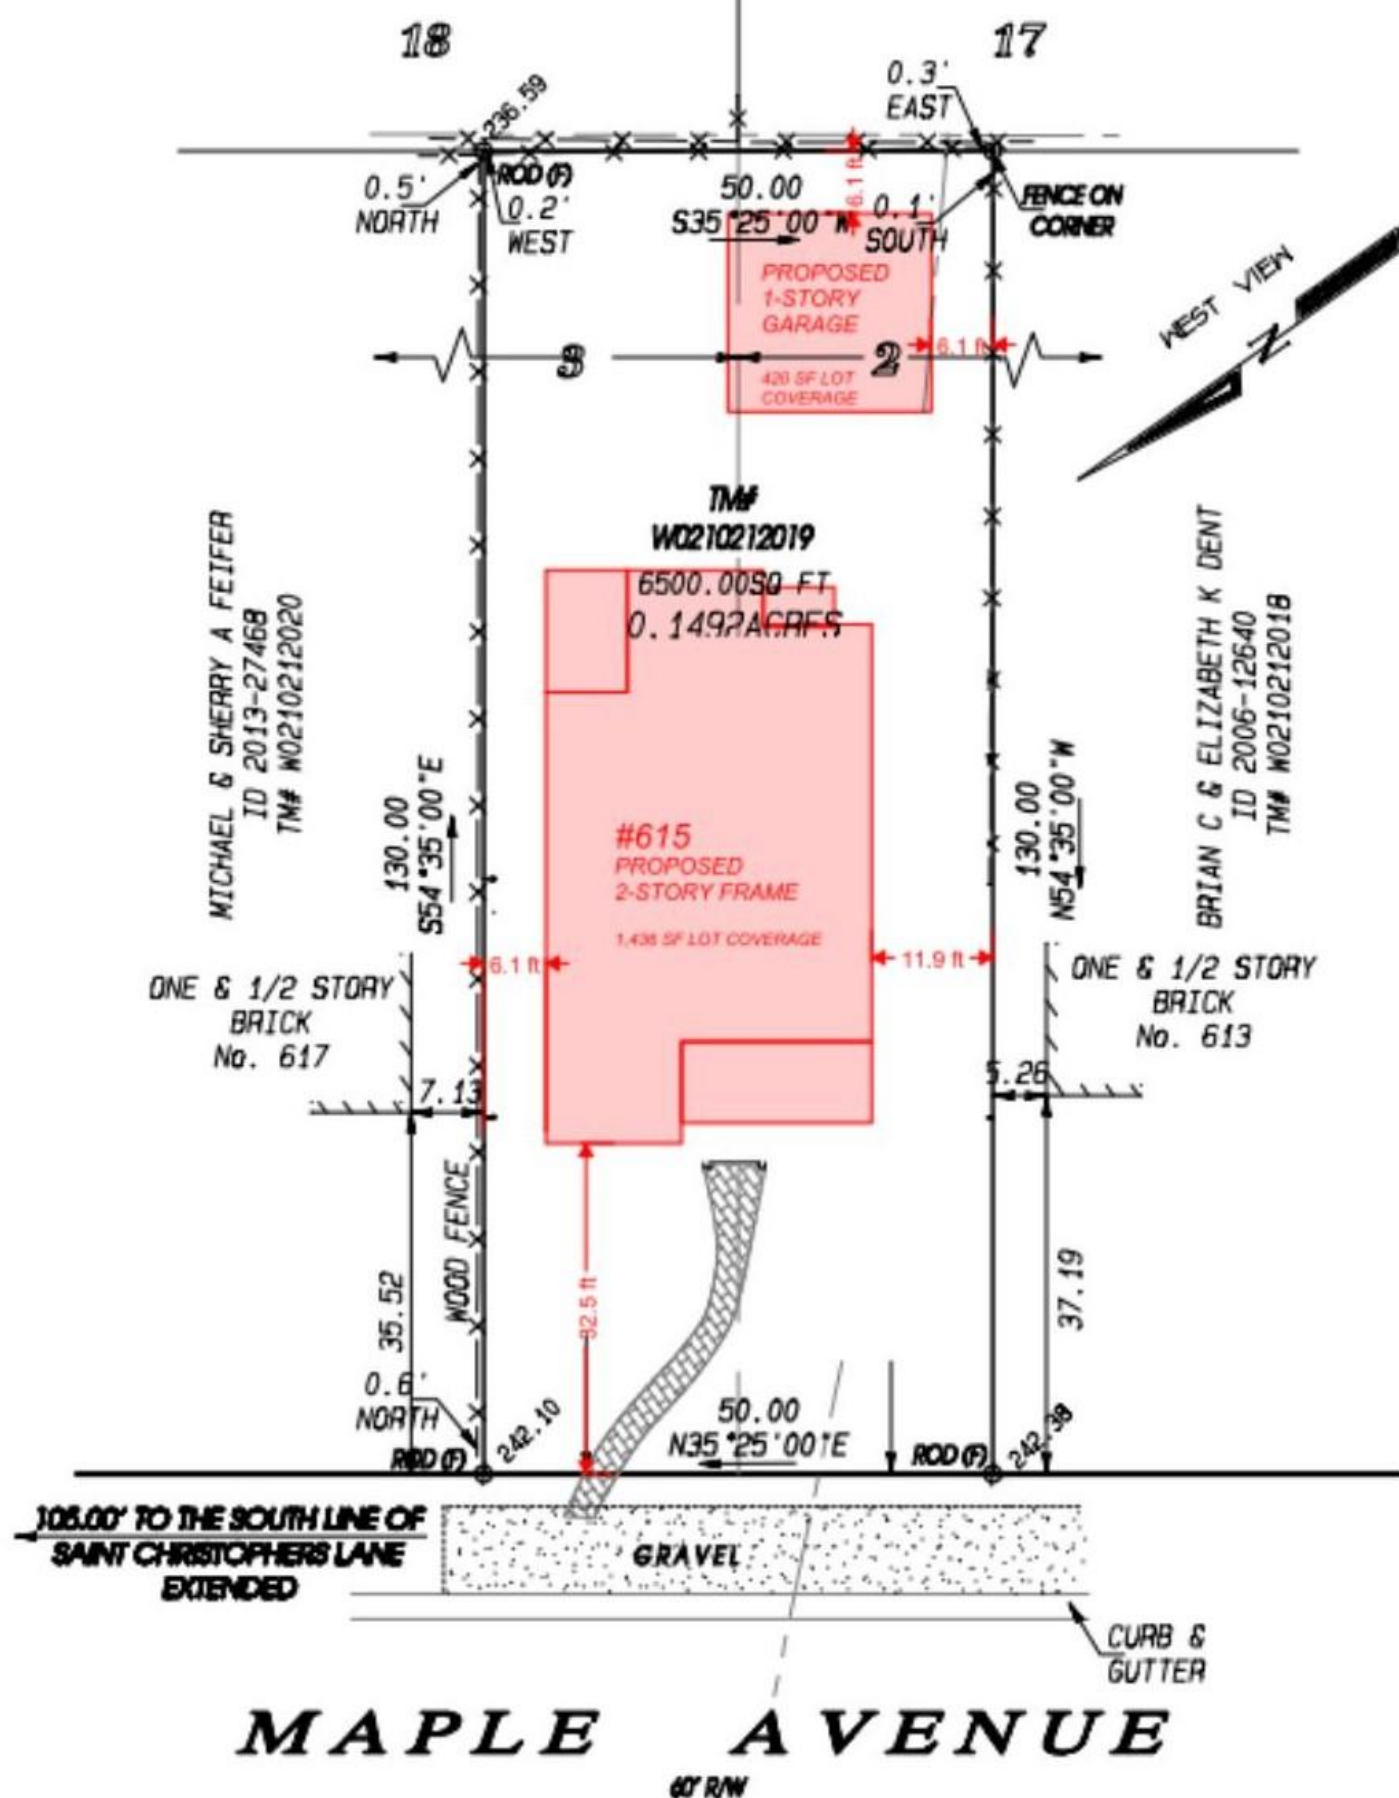 18
17
236.59
0.3'
EAST
ROD (F)
0.5'
NORTH
0.2'
WEST
50.00
S35°25'00"W
6.1 ft
0.1'
SOUTH
FENCE ON
CORNER
PROPOSED
1-STORY
GARAGE
WEST VIEW
N
3
2
6.1 ft
420 SF LOT
COVERAGE
TM#
W0210212019
6500.00SQ FT
0.1492ACRES
MICHAEL & SHERRY A FEIFER
ID 2013-27468
TM# W0210212020
BRIAN C & ELIZABETH K DENT
ID 2006-12640
TM# W0210212018
130.00
S54°35'00"E
130.00
N54°35'00"W
#615
PROPOSED
2-STORY FRAME
1,436 SF LOT COVERAGE
6.1 ft
11.9 ft
ONE & 1/2 STORY
BRICK
No. 617
ONE & 1/2 STORY
BRICK
No. 613
7.13
5.26
WOOD FENCE
35.52
32.5 ft
37.19
0.6'
NORTH
ROD (F)
242.10
50.00
N35°25'00"E
ROD (F)
242.38
105.00' TO THE SOUTH LINE OF
SAINT CHRISTOPHERS LANE
EXTENDED
GRAVEL
CURB &
GUTTER
MAPLE AVENUE
60' R/W